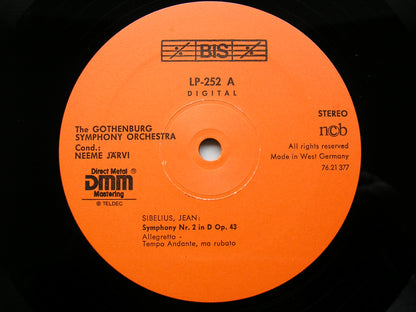 BIS
LP-252 A
DIGITAL
The GOTHENBURG
SYMPHONY ORCHESTRA
Cond.:
NEEME JÄRVI
Direct Metal ®
DMM
Mastering
® TELDEC
STEREO
ncb
All rights reserved
Made in West Germany
76.21 377
SIBELIUS, JEAN:
Symphony Nr. 2 in D Op. 43
Allegretto -
Tempo Andante, ma rubato